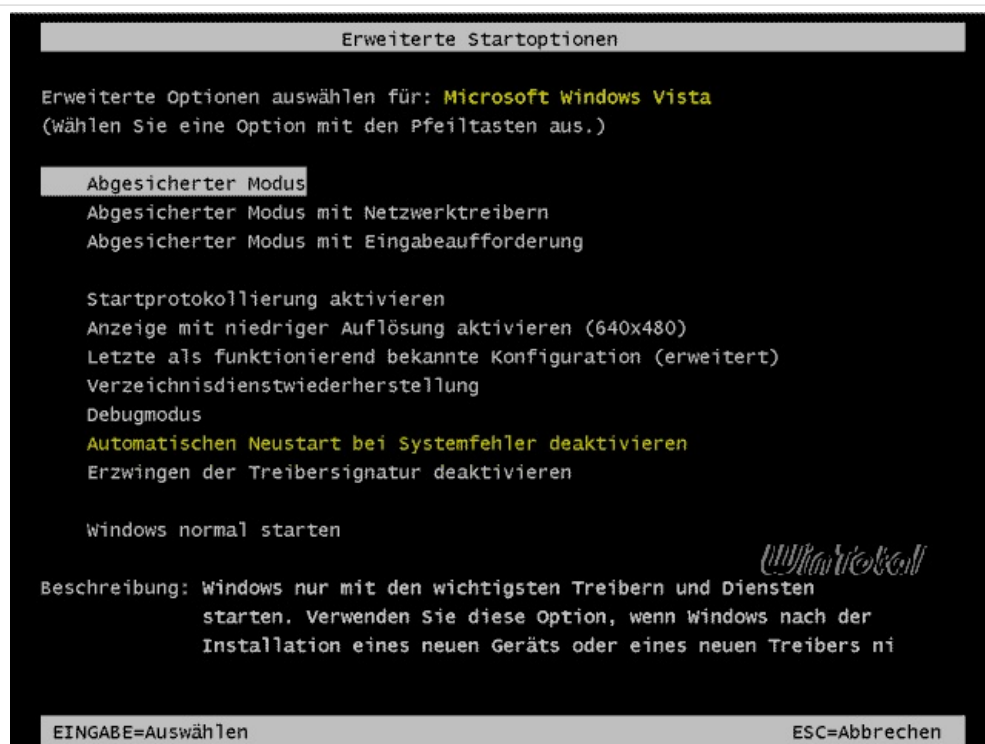 Erweiterte Startoptionen
Erweiterte Optionen auswählen für: Microsoft Windows Vista
(Wählen Sie eine Option mit den Pfeiltasten aus.)
Abgesicherter Modus
Abgesicherter Modus mit Netzwerktreibern
Abgesicherter Modus mit Eingabeaufforderung
Startprotokollierung aktivieren
Anzeige mit niedriger Auflösung aktivieren (640x480)
Letzte als funktionierend bekannte Konfiguration (erweitert)
Verzeichnisdienstwiederherstellung
Debugmodus
Automatischen Neustart bei Systemfehler deaktivieren
Erzwingen der Treibersignatur deaktivieren
Windows normal starten
WinTotal
Beschreibung: Windows nur mit den wichtigsten Treibern und Diensten
starten. Verwenden Sie diese Option, wenn Windows nach der
Installation eines neuen Geräts oder eines neuen Treibers ni
EINGABE=Auswählen ESC=Abbrechen